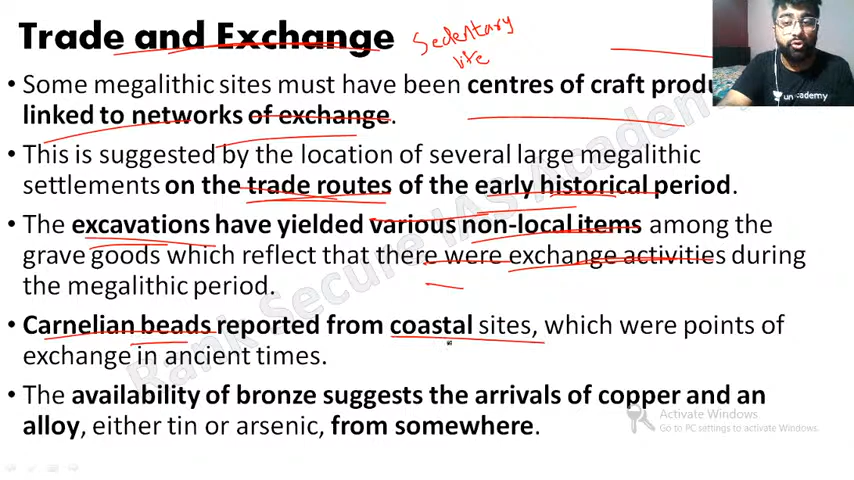 Trade and Exchange
Sedentary
life
• Some megalithic sites must have been centres of craft produ
linked to networks of exchange.
• This is suggested by the location of several large megalithic
settlements on the trade routes of the early historical period.
• The excavations have yielded various non-local items among the
grave goods which reflect that there were exchange activities during
the megalithic period.
• Carnelian beads reported from coastal sites, which were points of
exchange in ancient times.
• The availability of bronze suggests the arrivals of copper and an
alloy, either tin or arsenic, from somewhere.
Rank Secure IAS Academy
unacademy
Activate Windows
Go to PC settings to activate Windows.